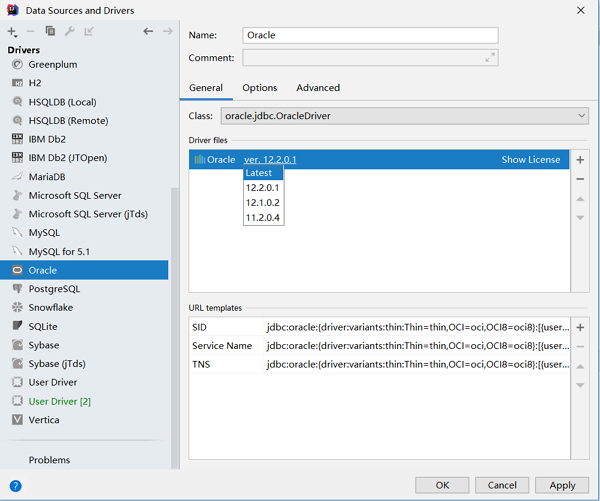 Data Sources and Drivers
Name: Oracle
Comment:
Drivers
Greenplum
H2
HSQLDB (Local)
HSQLDB (Remote)
IBM Db2
IBM Db2 (JTOpen)
MariaDB
Microsoft SQL Server
Microsoft SQL Server (jTds)
MySQL
MySQL for 5.1
Oracle
PostgreSQL
Snowflake
SQLite
Sybase
Sybase (jTds)
User Driver
User Driver [2]
Vertica
Problems
General Options Advanced
Class: oracle.jdbc.OracleDriver
Driver files
Oracle ver. 12.2.0.1 Show License
Latest
12.2.0.1
12.1.0.2
11.2.0.4
URL templates
SID jdbc:oracle:{driver:variants:thin:Thin=thin,OCI=oci,OCI8=oci8}:[{user...
Service Name jdbc:oracle:{driver:variants:thin:Thin=thin,OCI=oci,OCI8=oci8}:[{user...
TNS jdbc:oracle:{driver:variants:thin:Thin=thin,OCI=oci,OCI8=oci8}:[{user...
? OK Cancel Apply